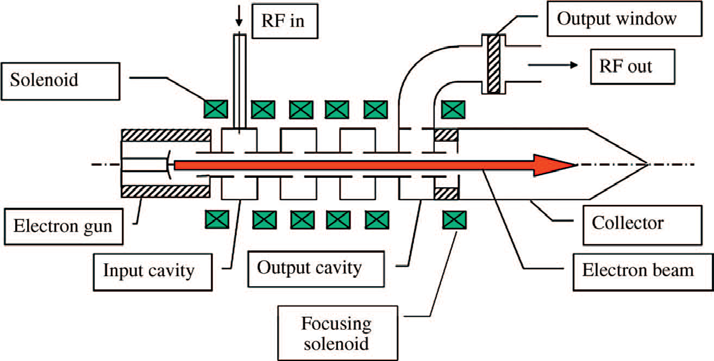 RF in
Output window
Solenoid
RF out
Electron gun
Collector
Input cavity
Output cavity
Electron beam
Focusing
solenoid